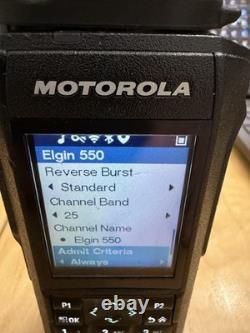 MOTOROLA
Elgin 550
Reverse Burst
Standard
Channel Band
25
Channel Name
Elgin 550
Admit Criteria
Always
P1
P2
OK